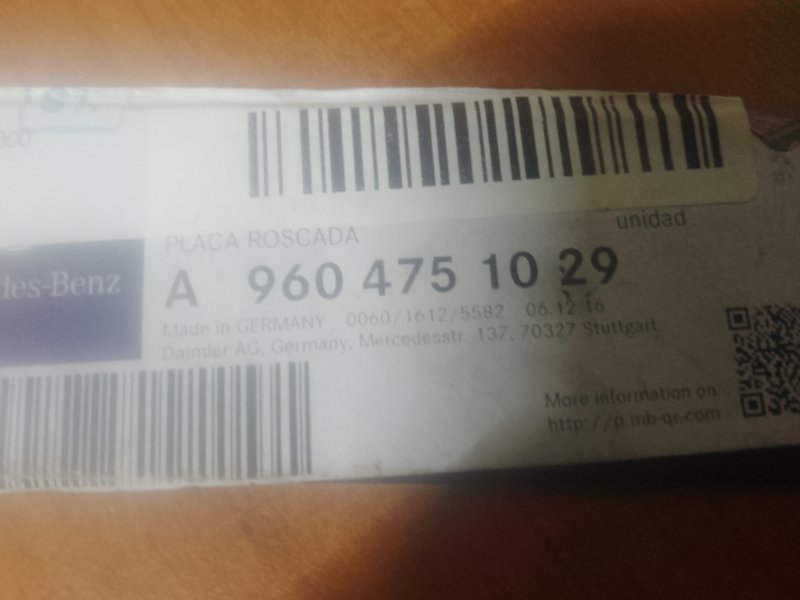 300
unidad
PLACA ROSCADA
des-Benz
A 960 475 10 29
Made in GERMANY 0060/1612/5582 06.12.16
Daimler AG, Germany, Mercedesstr. 137, 70327 Stuttgart
More information on
http://p.mb-qr.com